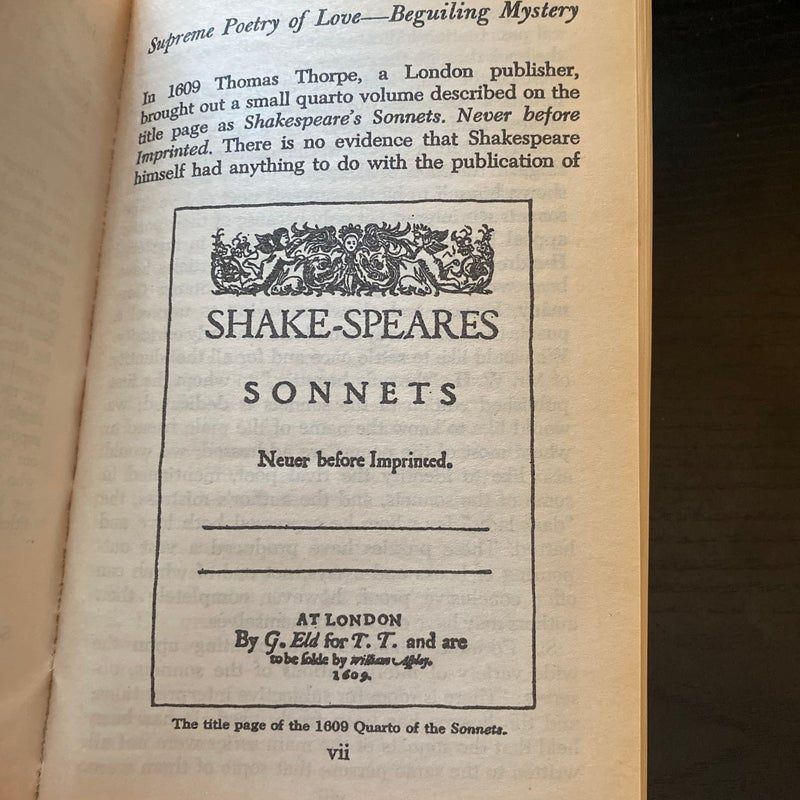 Supreme Poetry of Love—Beguiling Mystery
In 1609 Thomas Thorpe, a London publisher,
brought out a small quarto volume described on the
title page as Shakespeare's Sonnets. Never before
Imprinted. There is no evidence that Shakespeare
himself had anything to do with the publication of
SHAKE-SPEARES
SONNETS
Neuer before Imprinted.
AT LONDON
By G. Eld for T. T. and are
to be solde by William Aspley.
1609.
The title page of the 1609 Quarto of the Sonnets.
vii